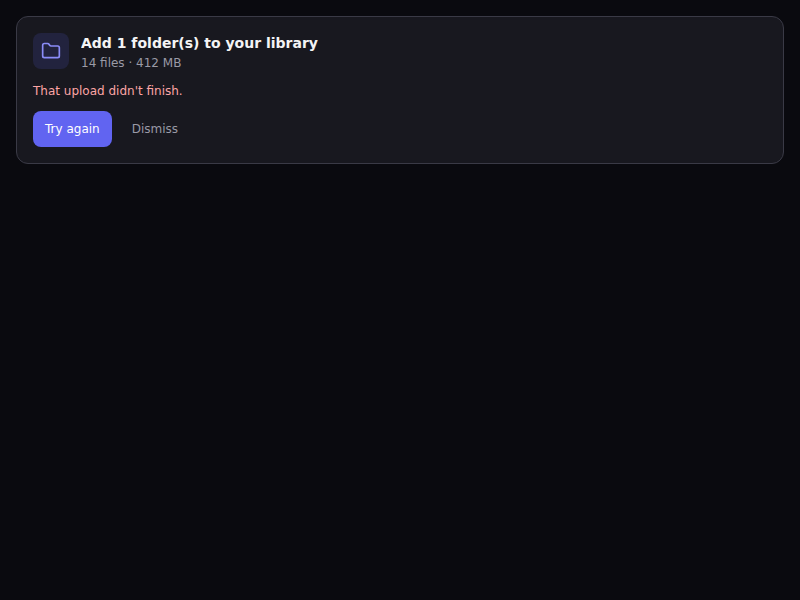 Add 1 folder(s) to your library
14 files · 412 MB
That upload didn't finish.
Try again
Dismiss